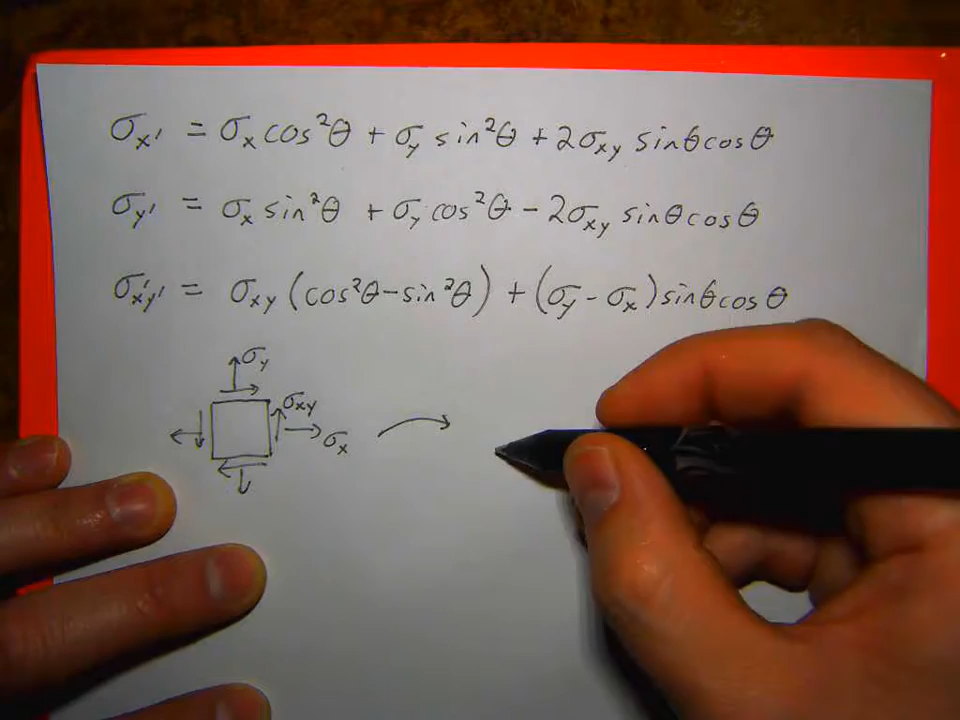 σx' = σx cos²θ + σy sin²θ + 2σxy sinθcosθ
σy' = σx sin²θ + σy cos²θ - 2σxy sinθcosθ
σx'y' = σxy (cos²θ-sin²θ) + (σy - σx) sinθcosθ
σy
σxy
σx